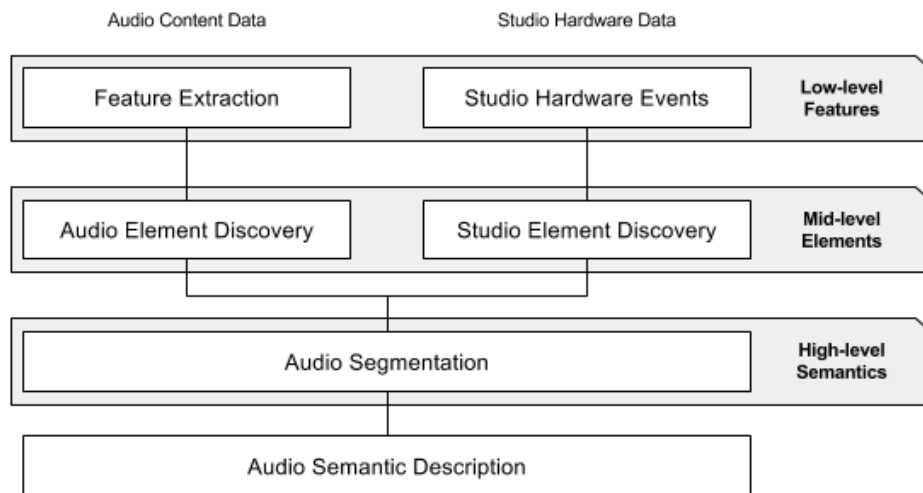 Audio Content Data
Studio Hardware Data
Feature Extraction
Studio Hardware Events
Low-level
Features
Audio Element Discovery
Studio Element Discovery
Mid-level
Elements
Audio Segmentation
High-level
Semantics
Audio Semantic Description